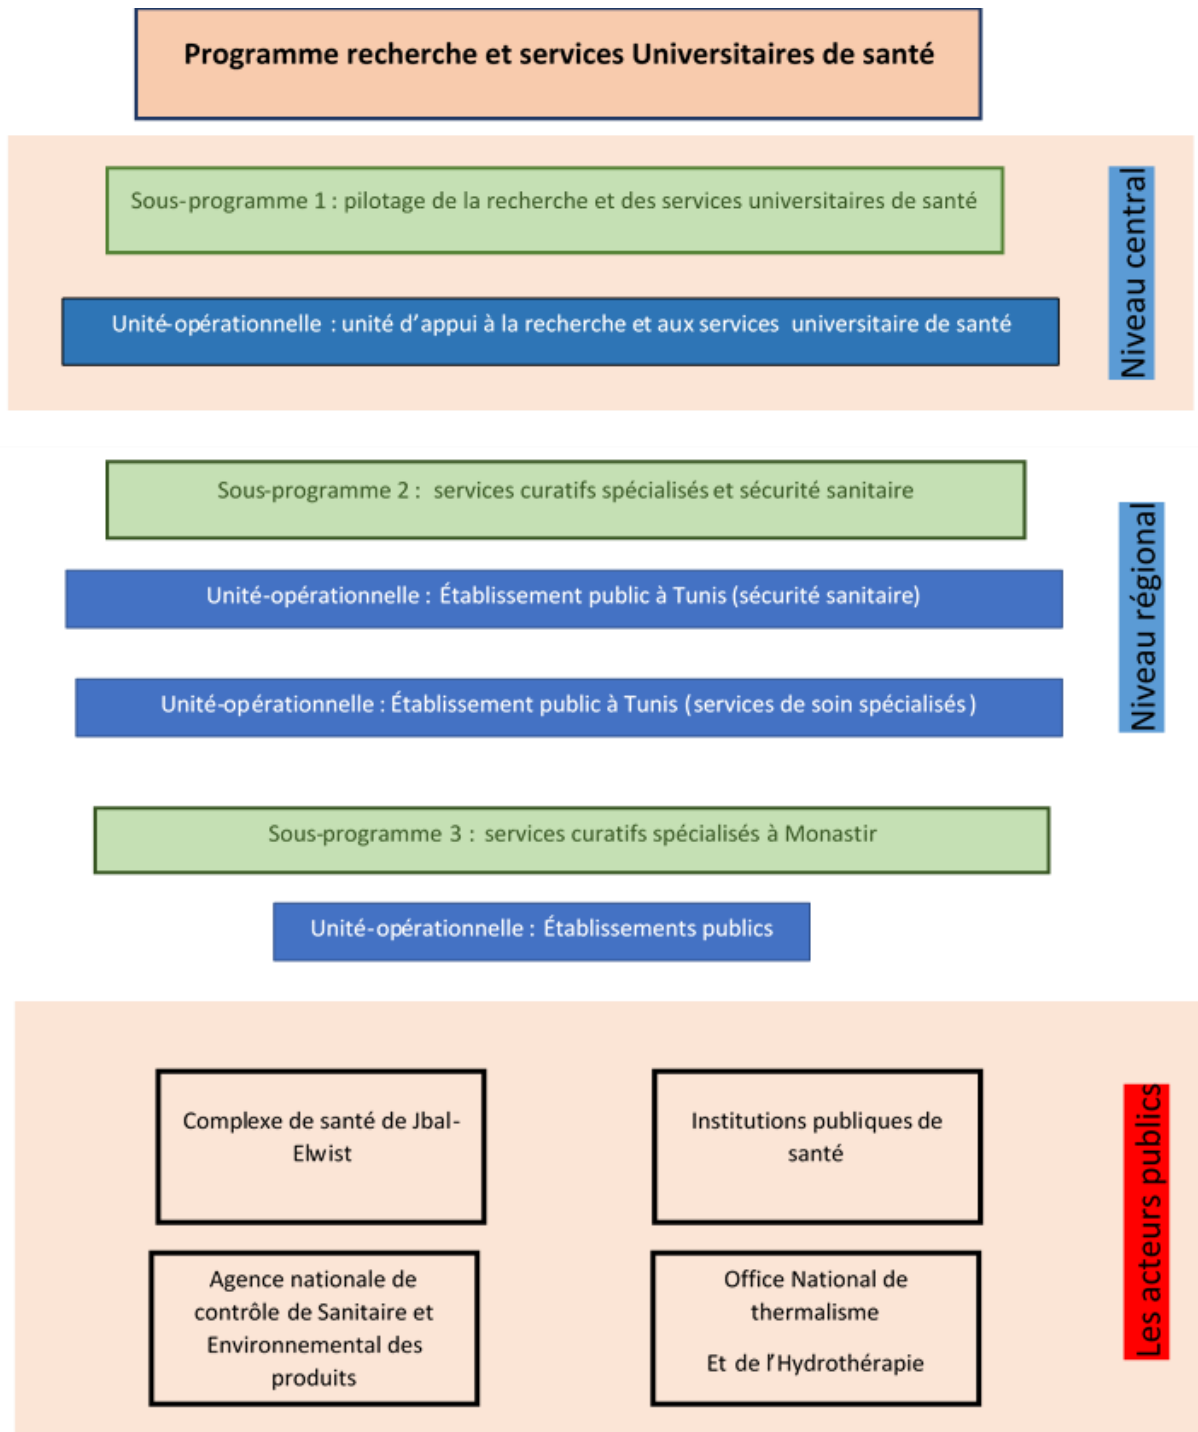 Programme recherche et services Universitaires de santé
Sous-programme 1 : pilotage de la recherche et des services universitaires de santé
Unité-opérationnelle : unité d'appui à la recherche et aux services universitaire de santé
Niveau central
Sous-programme 2 : services curatifs spécialisés et sécurité sanitaire
Unité-opérationnelle : Établissement public à Tunis (sécurité sanitaire)
Unité-opérationnelle : Établissement public à Tunis (services de soin spécialisés)
Niveau régional
Sous-programme 3 : services curatifs spécialisés à Monastir
Unité-opérationnelle : Établissements publics
Complexe de santé de Jbal-
Elwist
Institutions publiques de
santé
Agence nationale de
contrôle de Sanitaire et
Environnemental des
produits
Office National de
thermalisme
Et de l'Hydrothérapie
Les acteurs publics